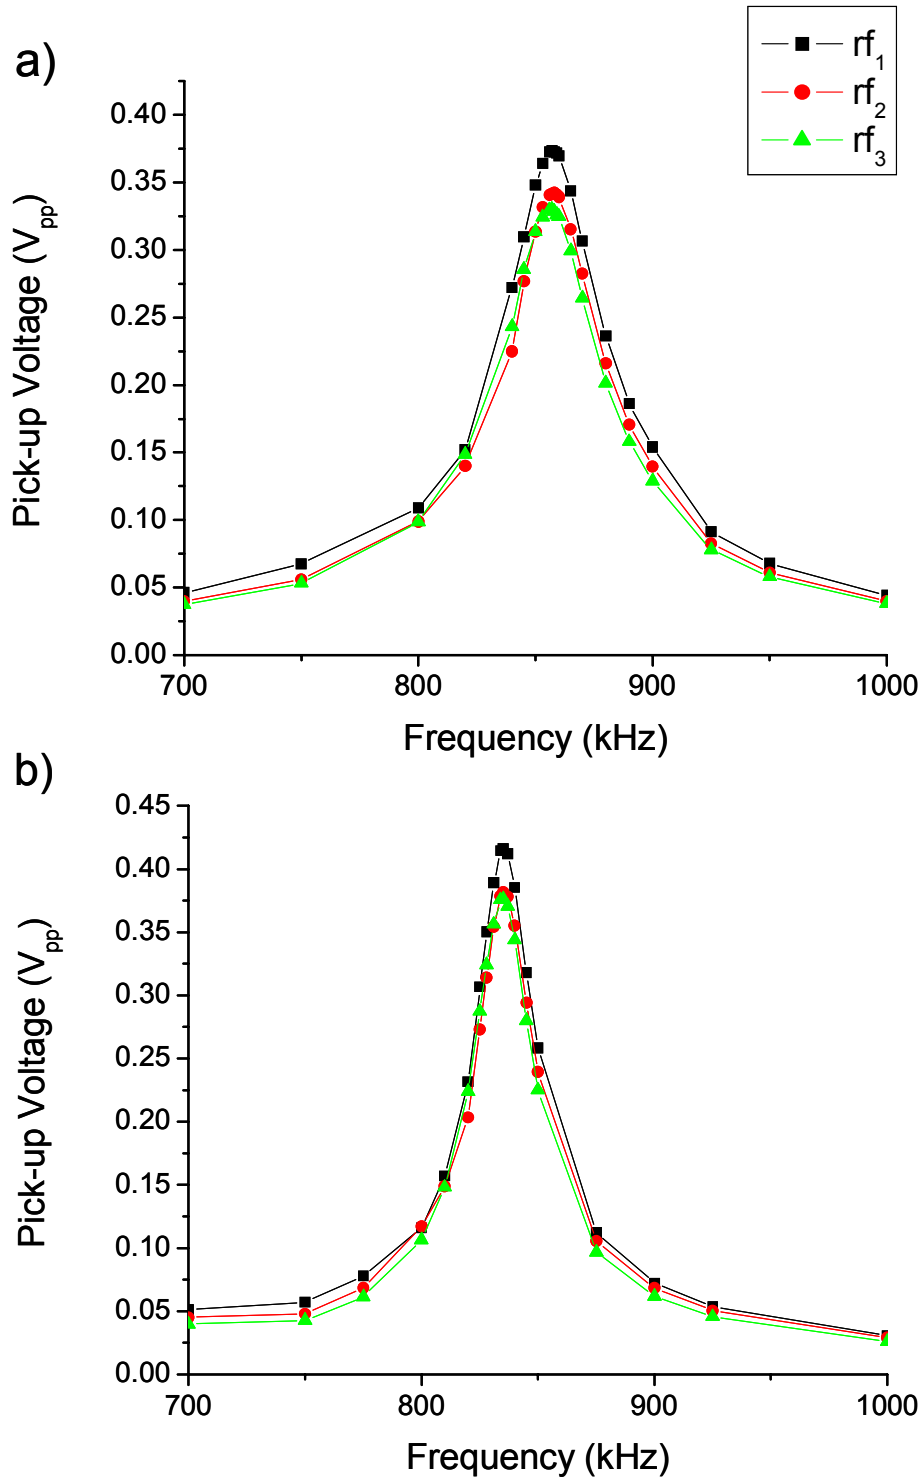 a)
rf1
rf2
rf3
0.40
0.35
0.30
0.25
0.20
0.15
0.10
0.05
0.00
Pick-up Voltage (Vpp)
700 800 900 1000
Frequency (kHz)
b)
0.45
0.40
0.35
0.30
0.25
0.20
0.15
0.10
0.05
0.00
Pick-up Voltage (Vpp)
700 800 900 1000
Frequency (kHz)